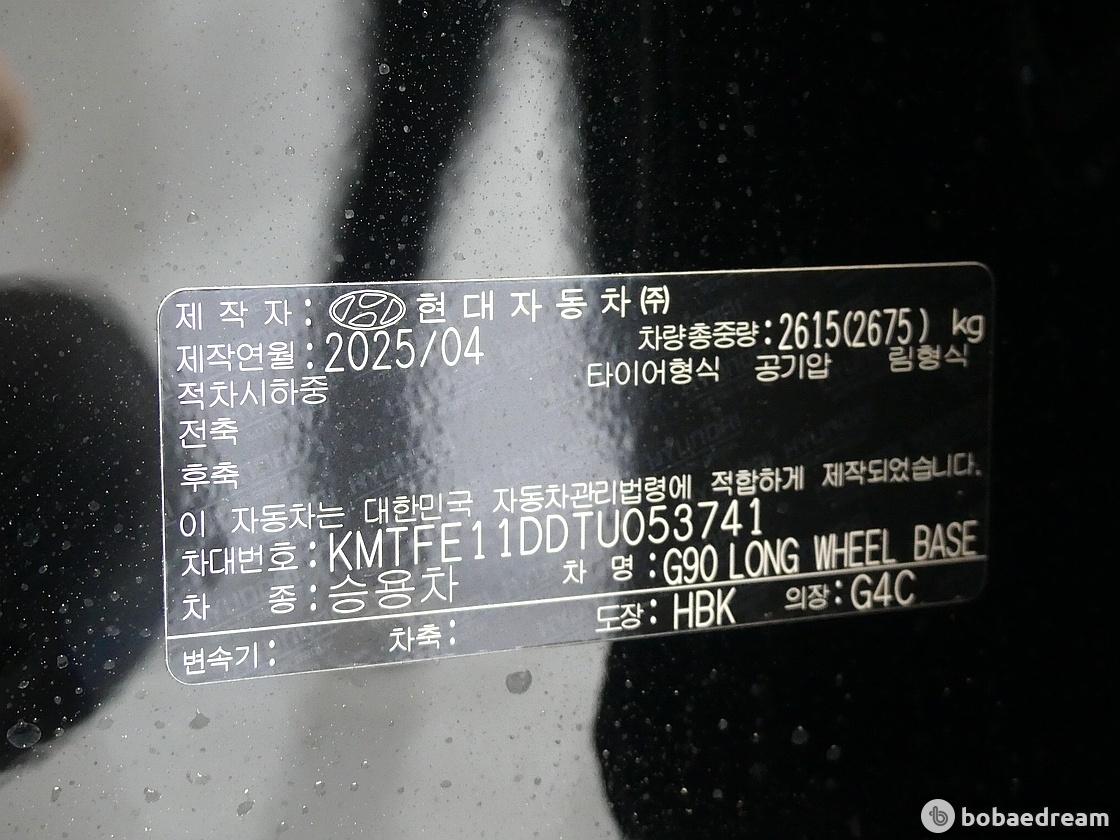 제 작 자 : 현 대 자 동 차 ㈜
제작연월 : 2025/04 차량총중량 : 2615(2675) kg
적차시하중 타이어형식 공기압 림형식
전축
후축
이 자동차는 대한민국 자동차관리법령에 적합하게 제작되었습니다.
차대번호 : KMTFE11DDTU053741
차 종 : 승용차 차 명 : G90 LONG WHEEL BASE
변속기 : 차축 : 도장 : HBK 의장 : G4C
bobaedream